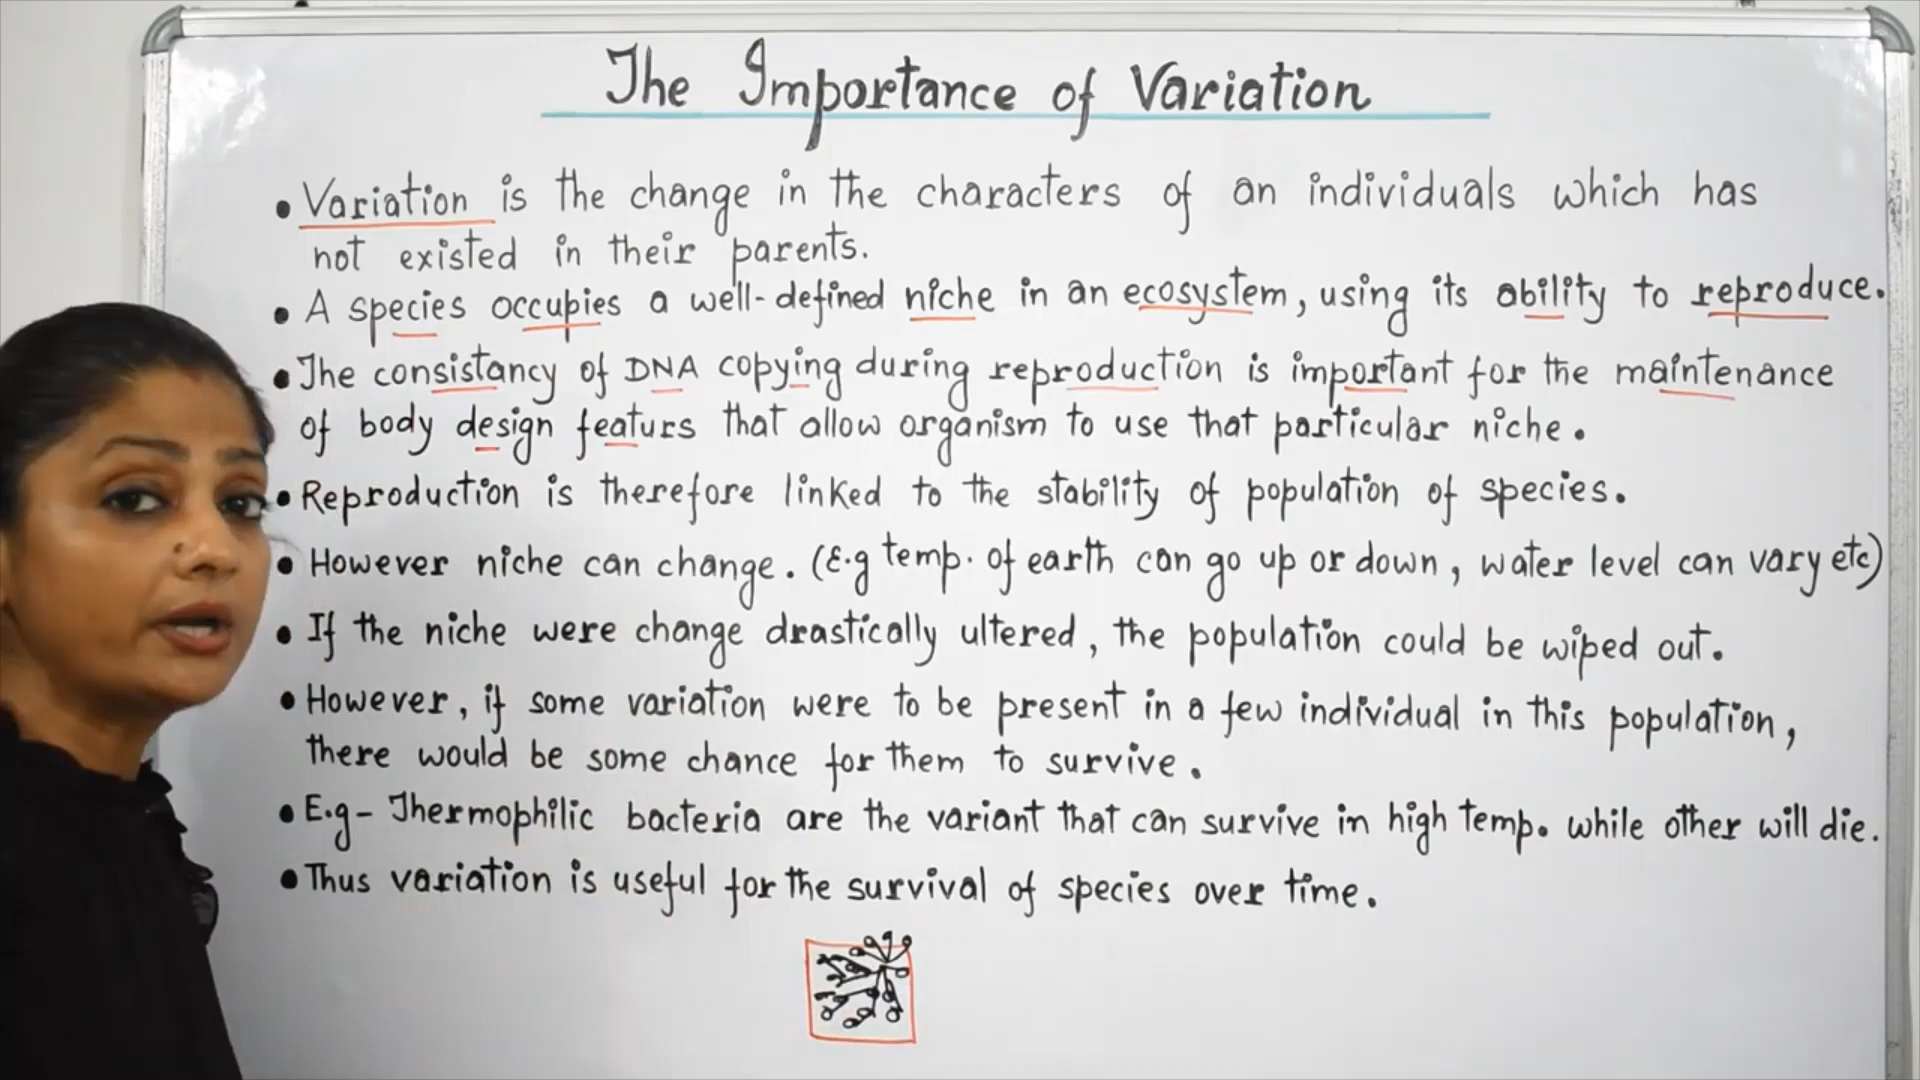 The Importance of Variation
• Variation is the change in the characters of an individuals which has
not existed in their parents.
• A species occupies a well-defined niche in an ecosystem, using its ability to reproduce.
• The consistancy of DNA copying during reproduction is important for the maintenance
of body design featurs that allow organism to use that particular niche.
• Reproduction is therefore linked to the stability of population of species.
• However niche can change. (E.g temp. of earth can go up or down, water level can vary etc)
• If the niche were change drastically ultered, the population could be wiped out.
• However, if some variation were to be present in a few individual in this population,
there would be some chance for them to survive.
• E.g - Thermophilic bacteria are the variant that can survive in high temp. while other will die.
• Thus variation is useful for the survival of species over time.